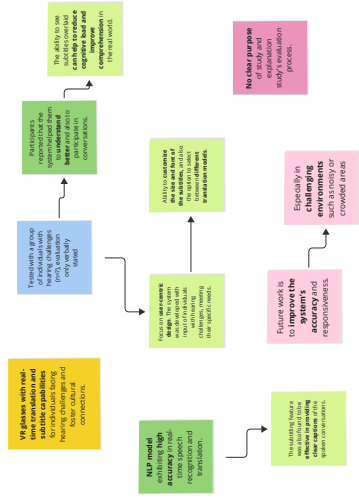 VR glasses with real-
time translation and
subtitle capabilities
for individuals facing
hearing challenges and
foster cultural
connections.
Tested with a group
of individuals with
hearing challenges
(n=?), evaluation
only verbally
stated
Participants
reported that the
system helped them
to understand
better and also to
participate in
conversations.
The ability to see
subtitles overlaid
can help to reduce
cognitive load and
improve
comprehension in
the real world.
NLP model
exhibiting high
accuracy in real-
time speech
recognition and
translation.
Focus on user-centric
design. The system
was developed with
input of individuals
with hearing
challenges, meeting
their specific needs.
Ability to customize
the size and font of
the subtitles, and also
the option to select
between different
translation models.
No clear purpose
of study and
explanation
study's evaluation
process.
The subtitling feature
was also found to be
effective in providing
clear captions of the
spoken conversations.
Future work is
to improve the
system's
accuracy and
responsiveness.
Especially in
challenging
environments
such as noisy or
crowded areas